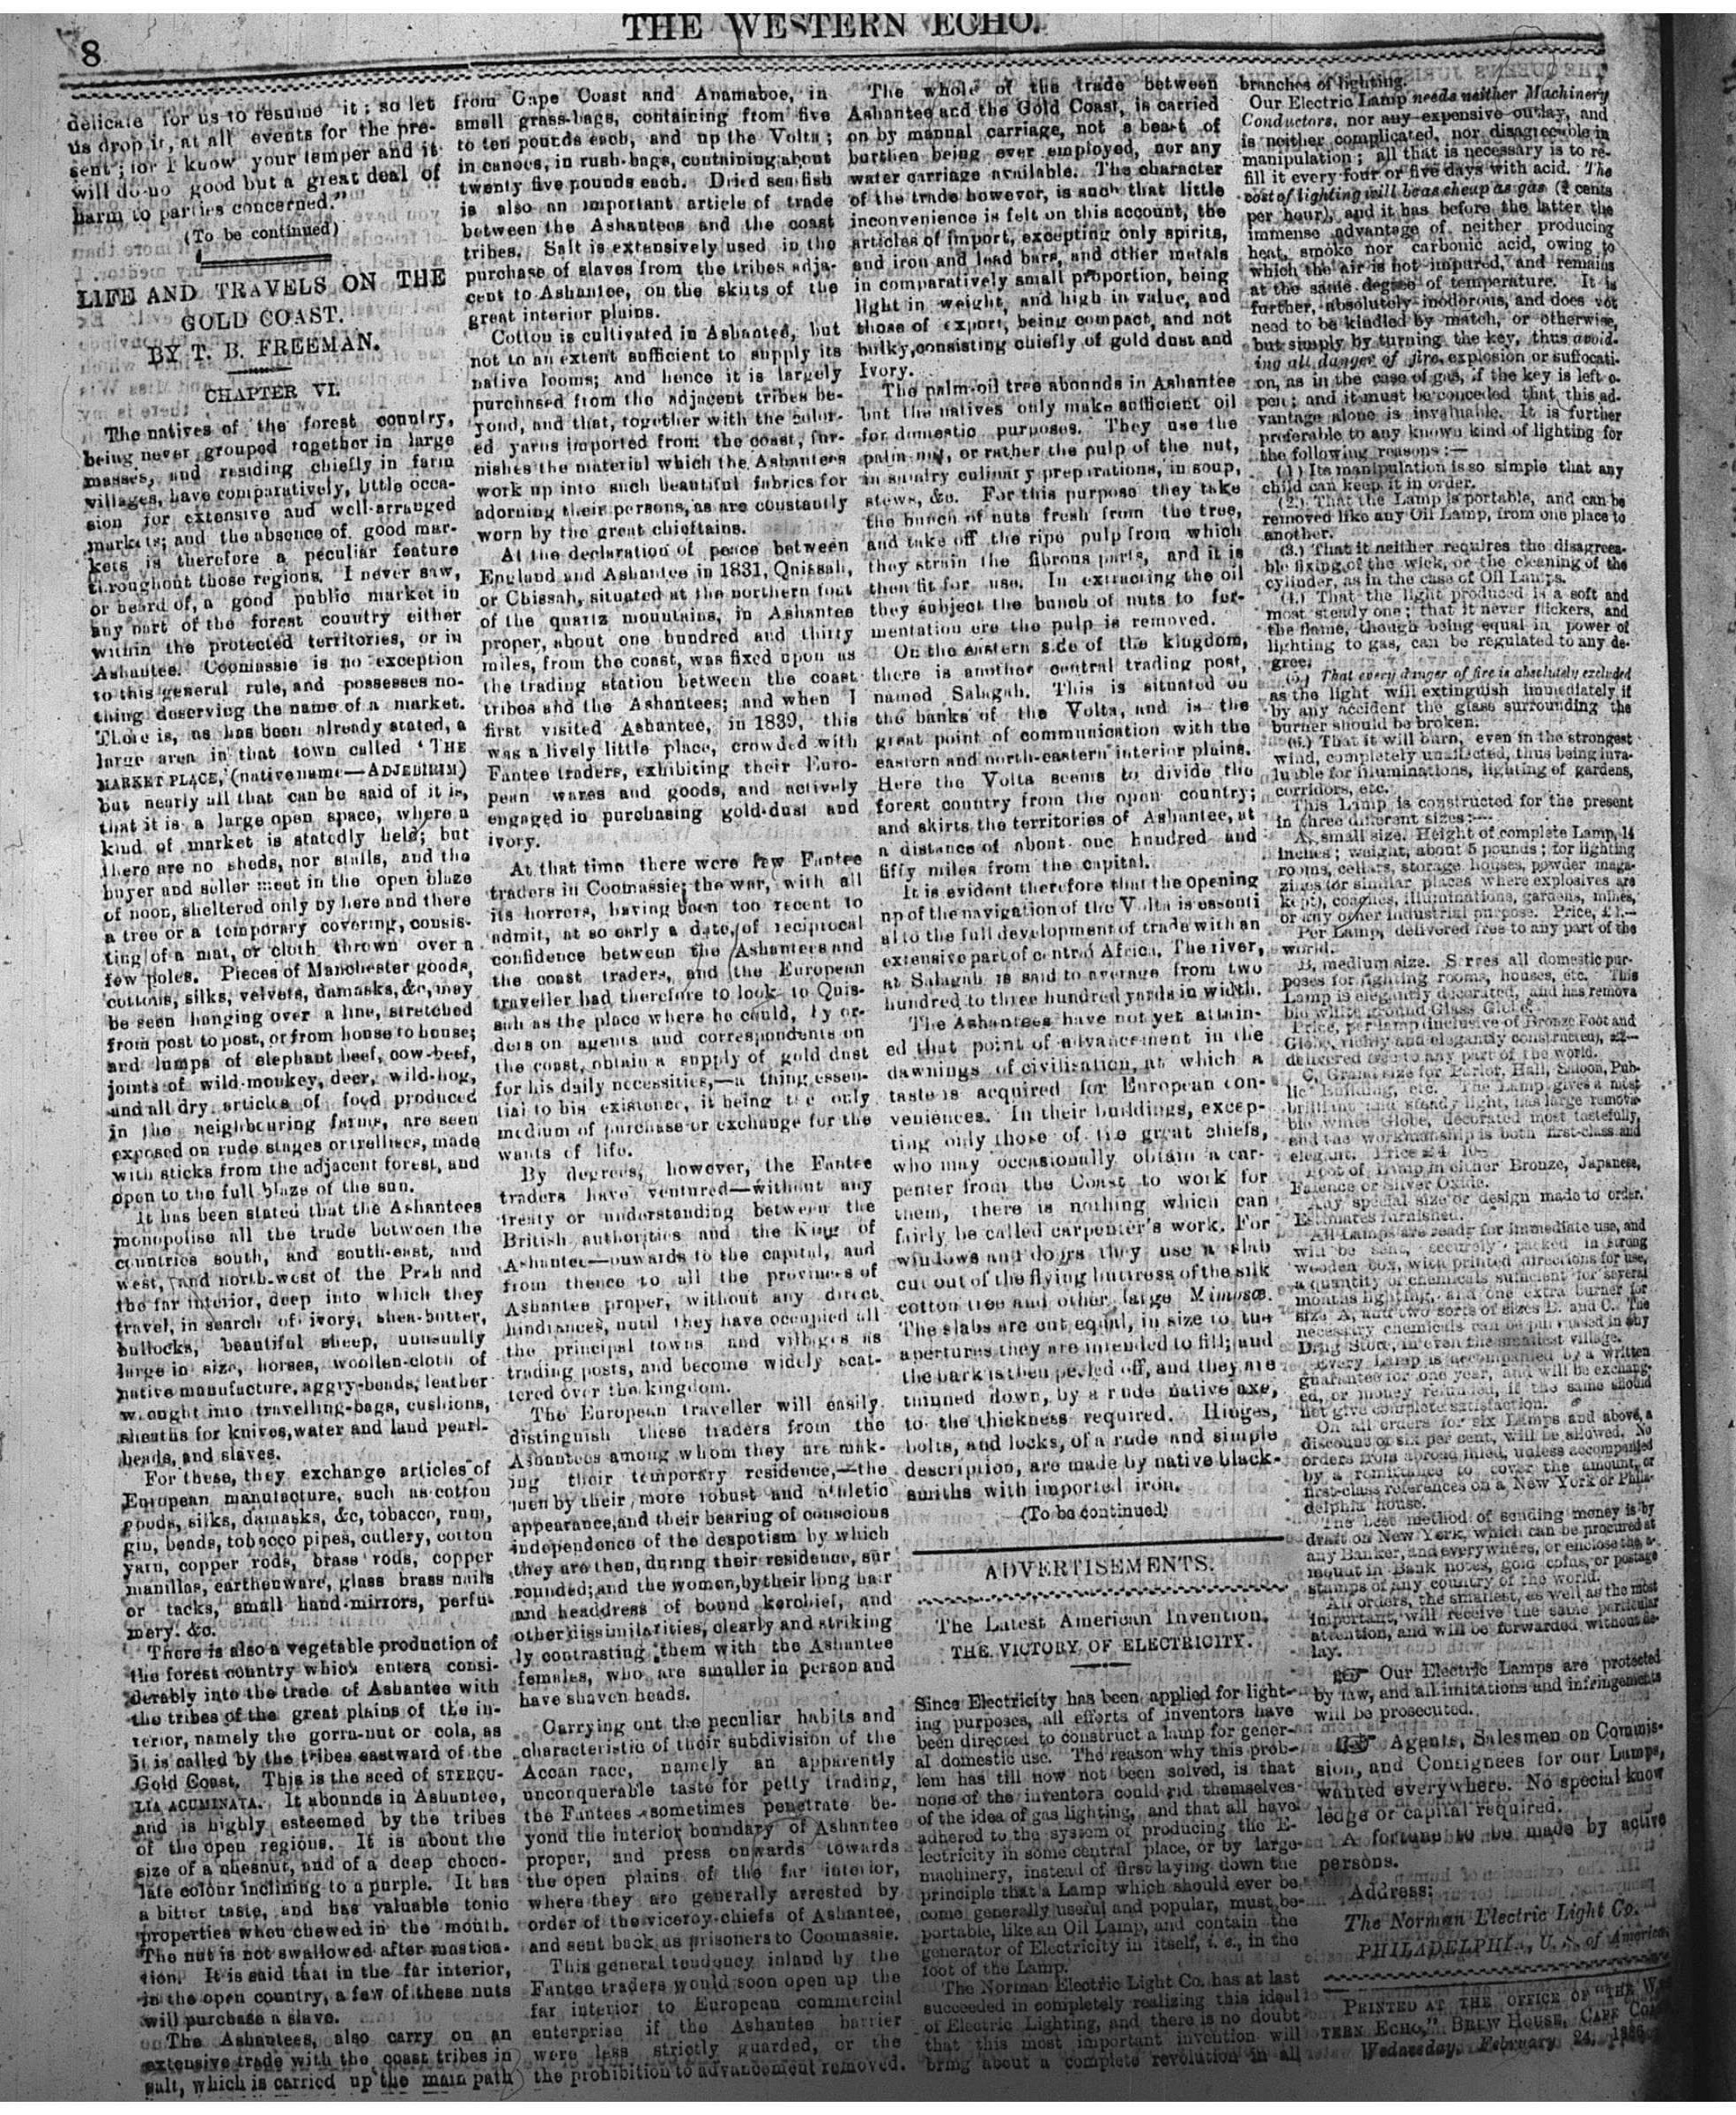 8
THE WESTERN ECHO.
delicate for us to resume it; so let
us drop it, at all events for the pre-
sent; for I know your temper and it
will do no good but a great deal of
harm to parties concerned."
(To be continued)
LIFE AND TRAVELS ON THE
GOLD COAST.
BY T. B. FREEMAN.
CHAPTER VI.
The natives of the forest country,
being never grouped together in large
masses, and residing chiefly in farm
villages, have comparatively, little occa-
sion for extensive and well-arranged
markets; and the absence of good mar-
kets is therefore a peculiar feature
throughout those regions. I never saw,
or heard of, a good public market in
any part of the forest country either
within the protected territories, or in
Ashantee. Coomassie is no exception
to this general rule, and possesses no-
thing deserving the name of a market.
There is, as has been already stated, a
large area in that town called 'THE
MARKET PLACE, (native name—ADJEBIRIM)
but nearly all that can be said of it is,
that it is a large open space, where a
kind of market is statedly held; but
there are no sheds, nor stalls, and the
buyer and seller meet in the open blaze
of noon, sheltered only by here and there
a tree or a temporary covering, consis-
ting of a mat, or cloth thrown over a
few poles. Pieces of Manchester goods,
cottons, silks, velvets, damasks, &c, may
be seen hanging over a line, stretched
from post to post, or from house to house;
and lumps of elephant beef, cow-beef,
joints of wild-monkey, deer, wild-hog,
and all dry articles of food produced
in the neighbouring farms, are seen
exposed on rude stages or trellises, made
with sticks from the adjacent forest, and
open to the full blaze of the sun.
It has been stated that the Ashantees
monopolise all the trade between the
countries south, and south-east, and
west, and north-west of the Prah and
the far interior, deep into which they
travel, in search of ivory, shea-butter,
bullocks, beautiful sheep, unusually
large in size, horses, woollen-cloth of
native manufacture, aggry-beads, leather
wrought into travelling-bags, cushions,
sheaths for knives, water and land pearl-
beads, and slaves.
For these, they exchange articles of
European manufacture, such as cotton
goods, silks, damasks, &c, tobacco, rum,
gin, beads, tobacco pipes, cutlery, cotton
yarn, copper rods, brass rods, copper
manillas, earthenware, glass brass nails
or tacks, small hand-mirrors, perfu-
mery. &c.
There is also a vegetable production of
the forest country which enters consi-
derably into the trade of Ashantee with
the tribes of the great plains of the in-
terior, namely the gorra-nut or cola, as
it is called by the tribes eastward of the
Gold Coast. This is the seed of STERCU-
LIA ACUMINATA. It abounds in Ashantee,
and is highly esteemed by the tribes
of the open regions. It is about the
size of a chesnut, and of a deep choco-
late colour inclining to a purple. It has
a bitter taste, and has valuable tonic
properties when chewed in the mouth.
The nut is not swallowed after mastica-
tion. It is said that in the far interior,
in the open country, a few of these nuts
will purchase a slave.
The Ashantees, also carry on an
extensive trade with the coast tribes in
salt, which is carried up the main path
from Cape Coast and Anamaboe, in
small grass-bags, containing from five
to ten pounds each, and up the Volta;
in canoes, in rush-bags, containing about
twenty five pounds each. Dried sea-fish
is also an important article of trade
between the Ashantees and the coast
tribes. Salt is extensively used in the
purchase of slaves from the tribes adja-
cent to Ashantee, on the skirts of the
great interior plains.
Cotton is cultivated in Ashantee, but
not to an extent sufficient to supply its
native looms; and hence it is largely
purchased from the adjacent tribes be-
yond, and that, together with the color-
ed yarns imported from the coast, fur-
nishes the material which the Ashantees
work up into such beautiful fabrics for
adorning their persons, as are constantly
worn by the great chieftains.
At the declaration of peace between
England and Ashantee in 1831, Quissah,
or Chissah, situated at the northern foot
of the quartz mountains, in Ashantee
proper, about one hundred and thirty
miles, from the coast, was fixed upon as
the trading station between the coast
tribes and the Ashantees; and when I
first visited Ashantee, in 1839, this
was a lively little place, crowded with
Fantee traders, exhibiting their Euro-
pean wares and goods, and actively
engaged in purchasing gold-dust and
ivory.
At that time there were few Fantee
traders in Coomassie; the war, with all
its horrors, having been too recent to
admit, at so early a date, of reciprocal
confidence between the Ashantees and
the coast traders, and the European
traveller had therefore to look to Quis-
sah as the place where he could, by or-
ders on agents and correspondents on
the coast, obtain a supply of gold dust
for his daily necessities,—a thing essen-
tial to his existence, it being the only
medium of purchase or exchange for the
wants of life.
By degrees, however, the Fantee
traders have ventured—without any
treaty or understanding between the
British authorities and the King of
Ashantee—onwards to the capital, and
from thence to all the provinces of
Ashantee proper, without any direct
hindrances, until they have occupied all
the principal towns and villages as
trading posts, and become widely scat-
tered over the kingdom.
The European traveller will easily
distinguish these traders from the
Ashantees among whom they are mak-
ing their temporary residence,—the
men by their more robust and athletic
appearance, and their bearing of conscious
independence of the despotism by which
they are then, during their residence, sur
rounded; and the women, by their long hair
and headdress of bound kerchief, and
other dissimilarities, clearly and striking
ly contrasting them with the Ashantee
females, who are smaller in person and
have shaven heads.
Carrying out the peculiar habits and
characteristic of their subdivision of the
Accan race, namely an apparently
unconquerable taste for petty trading,
the Fantees sometimes penetrate be-
yond the interior boundary of Ashantee
proper, and press onwards towards
the open plains of the far interior,
where they are generally arrested by
order of the viceroy-chiefs of Ashantee,
and sent back as prisoners to Coomassie.
This general tendency inland by the
Fantee traders would soon open up the
far interior to European commercial
enterprise if the Ashantee barrier
were less strictly guarded, or the
the prohibition to advancement removed.
The whole of the trade between
Ashantee and the Gold Coast, is carried
on by manual carriage, not a beast of
burthen being ever employed, nor any
water carriage available. The character
of the trade however, is such that little
inconvenience is felt on this account, the
articles of import, excepting only spirits,
and iron and lead bars, and other metals
in comparatively small proportion, being
light in weight, and high in value, and
those of export, being compact, and not
bulky, consisting chiefly of gold dust and
Ivory.
The palm-oil tree abounds in Ashantee
but the natives only make sufficient oil
for domestic purposes. They use the
palm-nut, or rather the pulp of the nut,
in sundry culinary preparations, in soup,
stews, &c. For this purpose they take
the bunch of nuts fresh from the tree,
and take off the ripe pulp from which
they strain the fibrous parts, and it is
then fit for use. In extracting the oil
they subject the bunch of nuts to fer-
mentation ere the pulp is removed.
On the eastern side of the kingdom,
there is another central trading post,
named Salagah. This is situated on
the banks of the Volta, and is the
great point of communication with the
eastern and north-eastern interior plains.
Here the Volta seems to divide the
forest country from the open country;
and skirts the territories of Ashantee, at
a distance of about one hundred and
fifty miles from the capital.
It is evident therefore that the opening
up of the navigation of the Volta is essenti
al to the full development of trade with an
extensive part of central Africa. The river,
at Salagah is said to average from two
hundred to three hundred yards in width.
The Ashantees have not yet attain-
ed that point of advancement in the
dawnings of civilization, at which a
taste is acquired for European con-
veniences. In their buildings, excep-
ting only those of the great chiefs,
who may occasionally obtain a car-
penter from the Coast to work for
them, there is nothing which can
fairly be called carpenter's work. For
windows and doors they use a slab
cut out of the flying buttress of the silk
cotton tree and other large Mimosæ.
The slabs are cut equal, in size to the
apertures they are intended to fill; and
the bark is then peeled off, and they are
thinned down, by a rude native axe,
to the thickness required. Hinges,
bolts, and locks, of a rude and simple
description, are made by native black-
smiths with imported iron.
(To be continued)
ADVERTISEMENTS.
The Latest American Invention.
THE VICTORY OF ELECTRICITY.
Since Electricity has been applied for light-
ing purposes, all efforts of inventors have
been directed to construct a lamp for gener-
al domestic use. The reason why this prob-
lem has till now not been solved, is that
none of the inventors could rid themselves
of the idea of gas lighting, and that all have
adhered to the system of producing the E-
lectricity in some central place, or by large
machinery, instead of first laying down the
principle that a Lamp which should ever be
come generally useful and popular, must be
portable, like an Oil Lamp, and contain the
generator of Electricity in itself, i. e., in the
foot of the Lamp.
The Norman Electric Light Co. has at last
succeeded in completely realizing this ideal
of Electric Lighting, and there is no doubt
that this most important invention will
bring about a complete revolution in all
branches of lighting.
Our Electric Lamp needs neither Machinery
Conductors, nor any expensive outlay, and
is neither complicated, nor disagreeable in
manipulation; all that is necessary is to re-
fill it every four or five days with acid. The
cost of lighting will be as cheap as gas ( cents
per hour), and it has before the latter the
immense advantage of neither producing
heat, smoke nor carbonic acid, owing to
which the air is not impured, and remains
at the same degree of temperature. It is
further, absolutely inodorous, and does not
need to be kindled by match, or otherwise,
but simply by turning the key, thus avoid-
ing all danger of fire, explosion or suffocati-
on, as in the case of gas, if the key is left o-
pen; and it must be conceded that this ad-
vantage alone is invaluable. It is further
preferable to any known kind of lighting for
the following reasons:—
(1) Its manipulation is so simple that any
child can keep it in order.
(2.) That the Lamp is portable, and can be
removed like any Oil Lamp, from one place to
another.
(3.) That it neither requires the disagreea-
ble fixing of the wick, or the cleaning of the
cylinder, as in the case of Oil Lamps.
(4.) That the light produced is a soft and
most steady one; that it never flickers, and
the flame, though being equal in power of
lighting to gas, can be regulated to any de-
gree.
(5.) That every danger of fire is absolutely excluded
as the light will extinguish immediately, if
by any accident the glass surrounding the
burner should be broken.
(6.) That it will burn, even in the strongest
wind, completely unaffected, thus being inva-
luable for illuminations, lighting of gardens,
corridors, etc.
This Lamp is constructed for the present
in three different sizes:—
A, small size. Height of complete Lamp, 14
inches; weight, about 5 pounds; for lighting
rooms, cellars, storage houses, powder maga-
zines (or similar places where explosives are
kept), coaches, illuminations, gardens, mines,
or any other industrial purpose. Price, £1.—
Per Lamp, delivered free to any part of the
world.
B, medium size. Serves all domestic pur-
poses for lighting rooms, houses, etc. This
Lamp is elegantly decorated, and has remova
ble white ground Glass Globe.
Price, per lamp (inclusive of Bronze Foot and
Globe, richly and elegantly constructed), £2—
delivered free to any part of the world.
C, Grand size for Parlor, Hall, Saloon, Pub-
lic Building, etc. The Lamp gives a most
brilliant and steady light, has large remova-
ble white Globe, decorated most tastefully,
and the workmanship is both first-class and
elegant. Price £4 10—
Foot of Lamp in either Bronze, Japanese,
Faience or Silver Oxide.
Any special size or design made to order.
Estimates furnished.
All Lamps are ready for immediate use, and
will be sent, securely packed in strong
wooden box, with printed directions for use,
a quantity of chemicals sufficient for several
months lighting, and one extra burner for
size A, and two sorts of sizes B. and C. The
necessary chemicals can be purchased in any
Drug Store, in even the smallest village.
Every Lamp is accompanied by a written
guarantee for one year, and will be exchang-
ed, or money refunded, if the same should
not give complete satisfaction.
On all orders for six Lamps and above, a
discount of six per cent, will be allowed. No
orders from abroad filled, unless accompanied
by a remittance to cover the amount, or
first-class references on a New York or Phila-
delphia house.
The best method of sending money is by
draft on New York, which can be procured at
any Banker, and everywhere, or enclose the a-
mount in Bank notes, gold coins, or postage
stamps of any country of the world.
All orders, the smallest, as well as the most
important, will receive the same particular
attention, and will be forwarded without de-
lay.
☞ Our Electric Lamps are protected
by law, and all imitations and infringements
will be prosecuted.
☞ Agents, Salesmen on Commis-
sion, and Consignees for our Lamps,
wanted everywhere. No special know
ledge or capital required.
A fortune to be made by active
persons.
Address:
The Norman Electric Light Co.
PHILADELPHIA, U. S. of America.
PRINTED AT THE OFFICE OF "THE WES
TERN ECHO," BREW HOUSE, CAPE COAST
Wednesday, February 24, 1886.